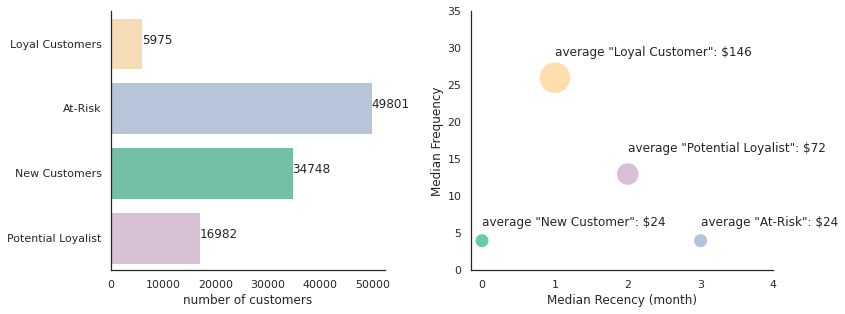 Loyal Customers
At-Risk
New Customers
Potential Loyalist
5975
49801
34748
16982
0 10000 20000 30000 40000 50000
number of customers
Median Frequency
35
30
25
20
15
10
5
0
average "Loyal Customer": $146
average "Potential Loyalist": $72
average "New Customer": $24
average "At-Risk": $24
0 1 2 3 4
Median Recency (month)